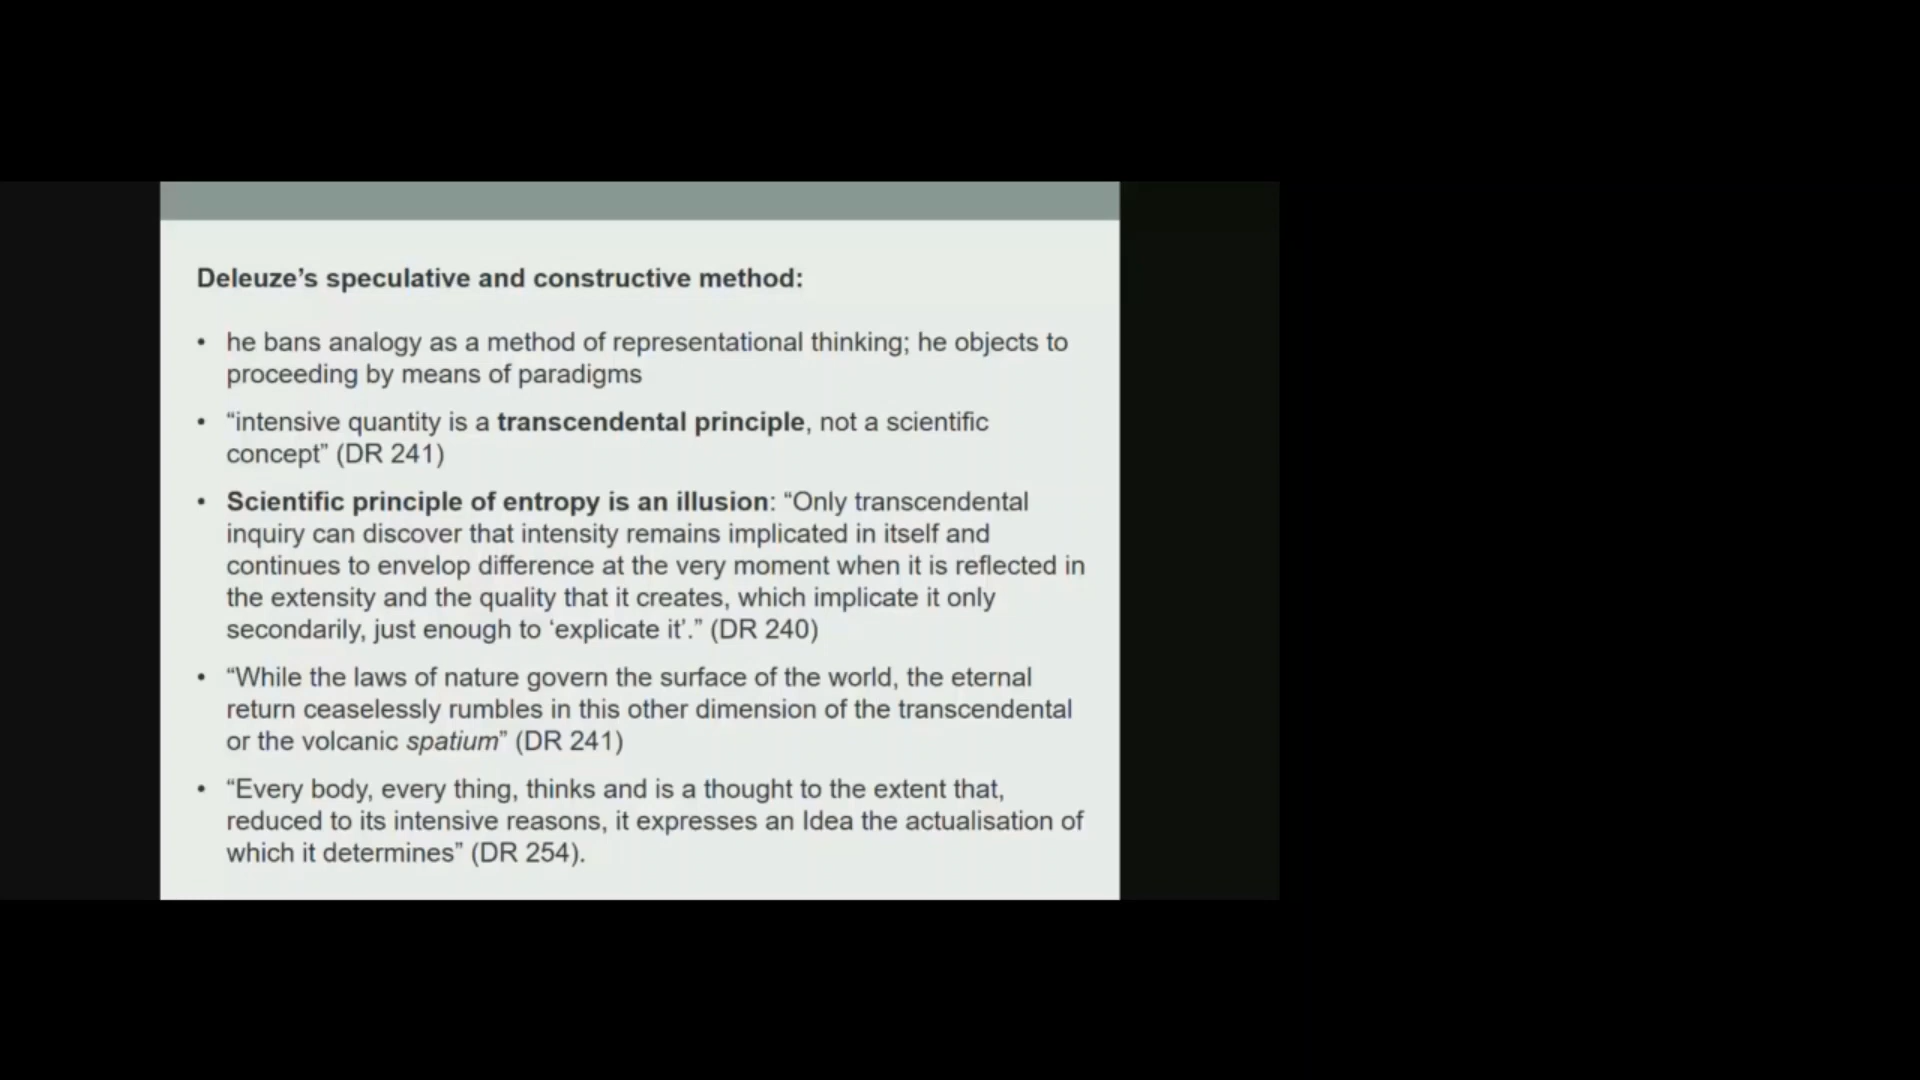 Deleuze’s speculative and constructive method:
• he bans analogy as a method of representational thinking; he objects to
proceeding by means of paradigms
• “intensive quantity is a transcendental principle, not a scientific
concept” (DR 241)
• Scientific principle of entropy is an illusion: “Only transcendental
inquiry can discover that intensity remains implicated in itself and
continues to envelop difference at the very moment when it is reflected in
the extensity and the quality that it creates, which implicate it only
secondarily, just enough to ‘explicate it’.” (DR 240)
• “While the laws of nature govern the surface of the world, the eternal
return ceaselessly rumbles in this other dimension of the transcendental
or the volcanic spatium” (DR 241)
• “Every body, every thing, thinks and is a thought to the extent that,
reduced to its intensive reasons, it expresses an Idea the actualisation of
which it determines” (DR 254).